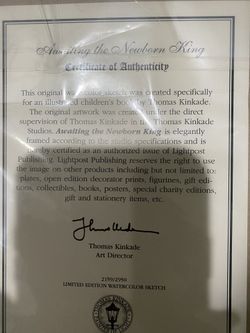 Awaiting the Newborn King
Certificate of Authenticity
This original watercolor sketch was created specifically
for an illustrated children's book by Thomas Kinkade.
The original artwork was created under the direct
supervision of Thomas Kinkade in the Thomas Kinkade
Studios. Awaiting the Newborn King is elegantly
framed according to the studio specifications and is
hereby certified as an authorized issue of Lightpost
Publishing. Lightpost Publishing reserves the right to use
the image on other products including but not limited to:
plates, open edition decorator prints, figurines, gift edi-
tions, collectibles, books, posters, special charity editions,
gift and stationery items, etc.
Thomas Kinkade
Art Director
2159/2950
LIMITED EDITION WATERCOLOR SKETCH